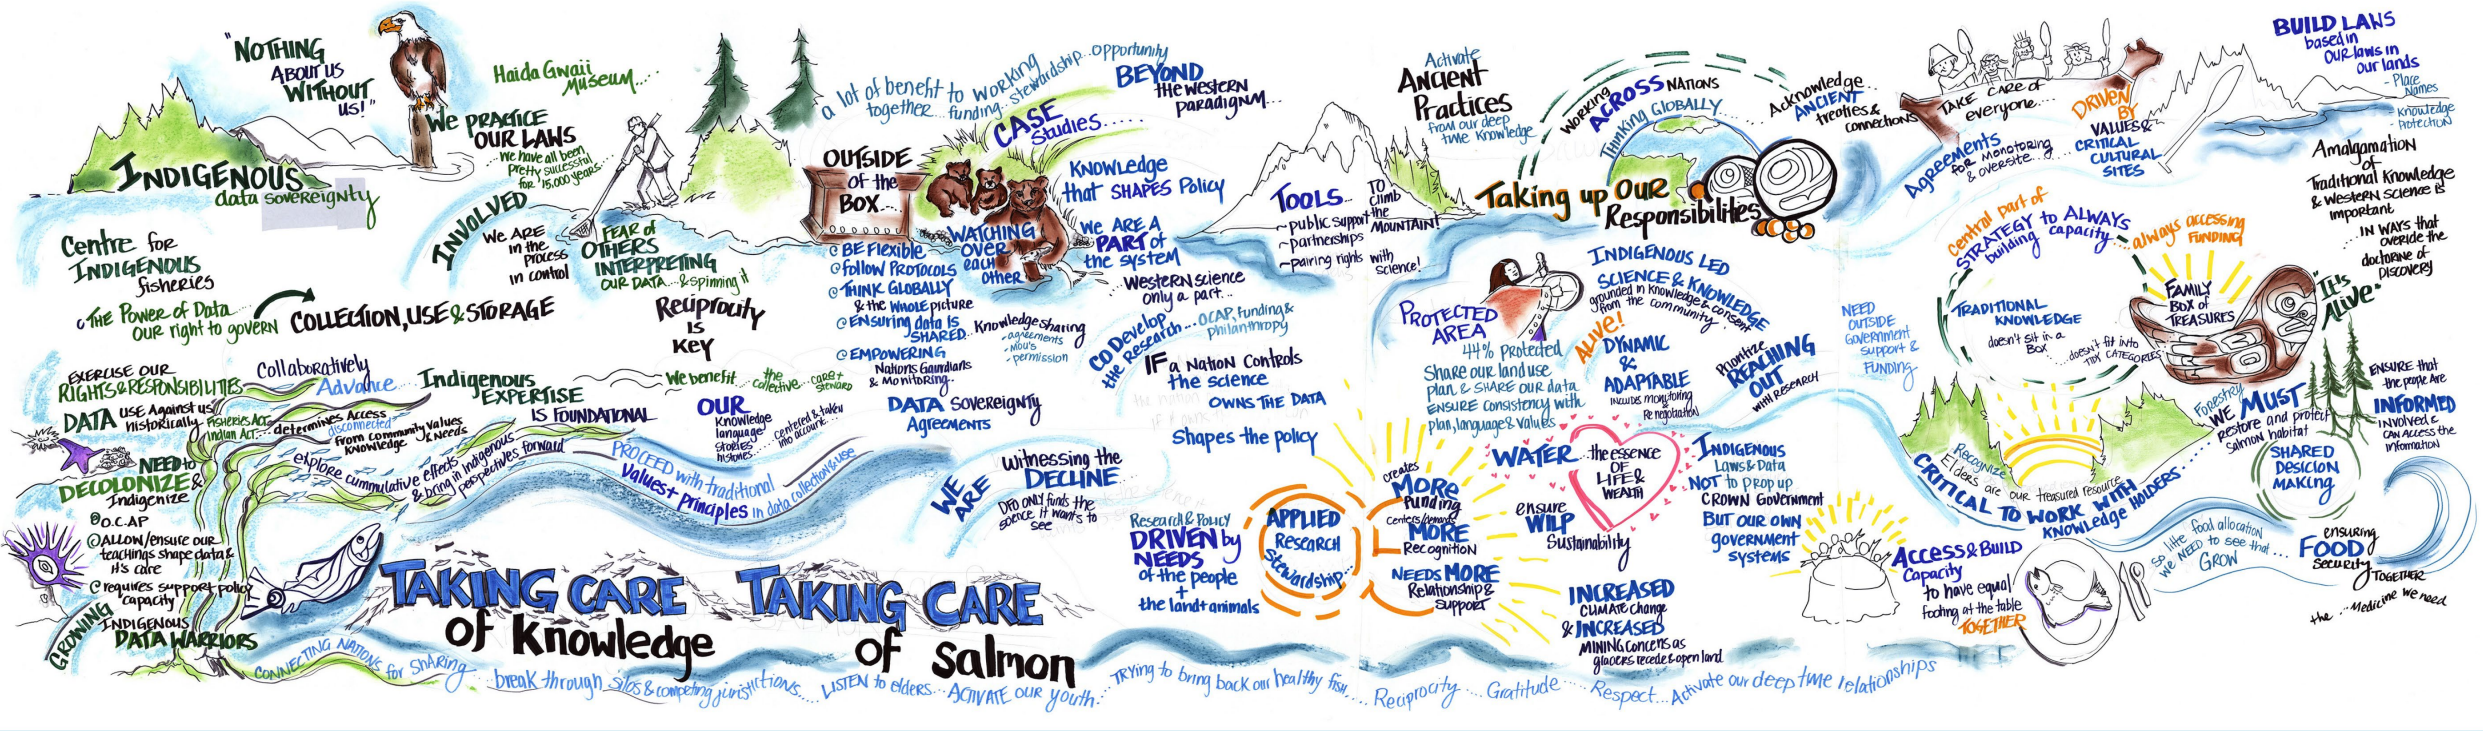 "NOTHING
ABOUT US
WITHOUT
US!"
Haida Gwaii
MUSEUM....
INDIGENOUS
data sovereignty
We PRACTICE
OUR LAWS
We have all been
pretty successful
for 15,000 years
INVOLVED
We ARE
in the
Process
in control
FEAR of
OTHERS
INTERPRETING
OUR DATA...& spinning it
Centre for
INDIGENOUS
fisheries
THE Power of Data
OUR right to govern
COLLECTION, USE & STORAGE
Reciprocity
IS
KEY
EXERCISE OUR
RIGHTS & RESPONSIBILITIES
DATA USE Against us
historically
Fisheries Act
Indian Act...
Collaboratively
Advance
determines Access
disconnected
From Community Values
Knowledge & Needs
Indigenous
EXPERTISE
IS FOUNDATIONAL
We benefit... the
collective... care +
steward
OUR
Knowledge
language
stories
histories....
centered & taken
into account...
NEED to
DECOLONIZE &
Indigenize
O.C.AP
ALLOW/ensure our
teachings shape data &
it's care
requires support policy
capacity
GROWING
INDIGENOUS
DATA WARRIORS
explore cummulative effects
& bring in Indigenous
perspectives forward
PROCEED with traditional
Values + principles in data collection & use
TAKING CARE
of Knowledge
TAKING CARE
of Salmon
CONNECTING NATIONS for SHARING... break through silos & competing jurisdictions... LISTEN to elders... ACTIVATE our youth... TRYING to bring back our healthy fish.... Reciprocity.... Gratitude... Respect... Activate our deep time relationships
a lot of benefit to working
together... funding.. stewardship...opportunity
CASE
Studies.....
BEYOND
the western
paradigm...
OUTSIDE
of the
BOX...
KNOWLEDGE
that SHAPES Policy
WATCHING
OVER
each
other
We ARE A
PART of
the system
Western science
only a part...
BE Flexible
Follow PROTOCOLS
THINK GLOBALLY
& the whole picture
ENSURING data IS
SHARED...
EMPOWERING
Nations Gaurdians
& MONITORING.
Knowledge sharing
- agreements
- MOU's
- permission
CO Develop
the Research...
OCAP, Funding &
philanthropy
IF a Nation Controls
the science
OWNS THE DATA
Shapes the policy
DATA Sovereignty
Agreements
WE
ARE
witnessing the
DECLINE
DFO ONLY funds the
science it wants to
see
Research & Policy
DRIVEN by
NEEDS
of the people
+
the land + animals
APPLIED
RESEARCH
Stewardship...
creates
MORE
Funding
MORE
Recognition
NEEDS MORE
Relationship &
Support
TOOLS
~ public support
~ partnerships
~ pairing rights with
science!
TO
climb
the
MOUNTAIN!
Activate
ANCIENT
Practices
from our deep
time knowledge
WORKING
ACROSS NATIONS
Thinking GLOBALLY
Taking up OUR
Responsibilities
Acknowledge
ANCIENT
treaties &
connections
PROTECTED
AREA
44% Protected
Share our land use
plan & SHARE OUR data
ENSURE Consistency with
plan, language & values
INDIGENOUS LED
SCIENCE & KNOWLEDGE
grounded in Knowledge & consent
from the community
ALIVE!
DYNAMIC
&
ADAPTABLE
INCLUDES monitoring
& Renegotiation
Prioritize
REACHING
OUT
with RESEARCH
WATER... the essence
OF
LIFE &
WEALTH
ensure
WILP
Sustainability
INCREASED
CLIMATE change
& INCREASED
MINING concerns as
glaciers recede & open land
INDIGENOUS
Laws & Data
NOT to prop up
CROWN Government
BUT OUR OWN
government
systems
TAKE CARE of
everyone...
AGREEMENTS
for MONITORING
& oversite...
DRIVEN
BY
VALUES &
CRITICAL
CULTURAL
SITES
BUILD LAWS
based in
our laws in
our lands
- Place
Names
- Knowledge
Protection
Amalgamation
of
Traditional Knowledge
& Western science is
important
... IN WAYS that
overide the
doctorine of
DISCOVERY
central part of
STRATEGY to ALWAYS
building capacity...
always accessing
FUNDING
TRADITIONAL
KNOWLEDGE
doesn't sit in a
BOX
...doesn't fit into
TIDY CATEGORIES
FAMILY
BOX of
TREASURES
"It's
ALIVE"
NEED
OUTSIDE
Government
Support &
FUNDING
Recognize
Elders are our treasured resource
CRITICAL TO WORK WITH
KNOWLEDGE HOLDERS.....
Forestry
WE MUST
restore and protect
salmon habitat
ENSURE that
the people are
INFORMED
INVOLVED &
CAN ACCESS the
information
SHARED
DESICION
MAKING
Access & BUILD
Capacity
to have equal
footing at the table
TOGETHER
so little food allocation
we NEED to see that
GROW
ensuring
FOOD
security
TOGETHER
the... Medicine we need